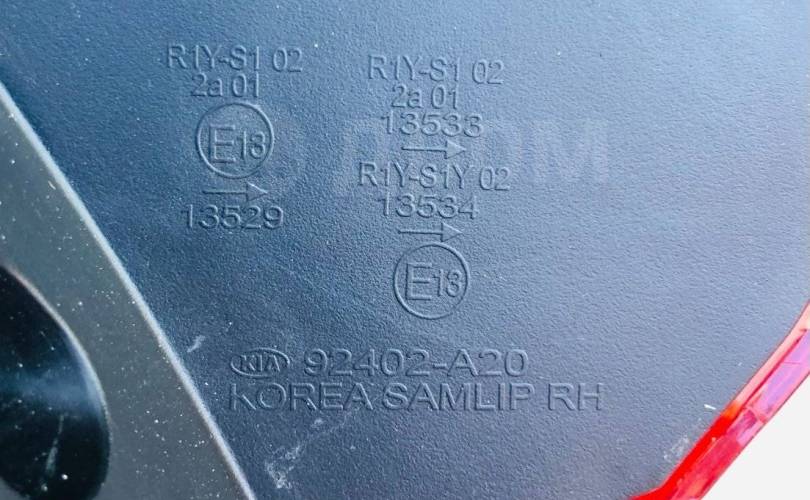 R1Y-S1 02
2a 01
E13
→
13529
R1Y-S1 02
2a 01
13533
→
R1Y-S1Y 02
13534
→
E13
KIA 92402-A20
KOREA SAMLIP RH